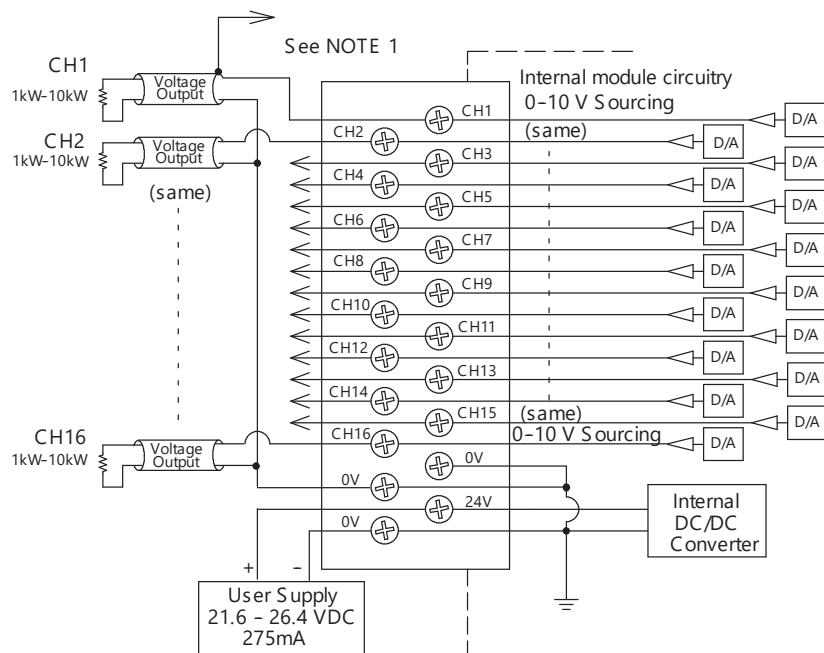 See NOTE 1
CH1
1kW-10kW
Voltage
Output
Internal module circuitry
0-10 V Sourcing
CH1
D/A
CH2
1kW-10kW
Voltage
Output
(same)
CH2
(same)
D/A
CH3
D/A
CH4
D/A
CH5
D/A
CH6
D/A
CH7
D/A
CH8
D/A
CH9
D/A
CH10
D/A
CH11
D/A
CH12
D/A
CH13
D/A
CH14
D/A
CH15
(same)
0-10 V Sourcing
D/A
CH16
1kW-10kW
Voltage
Output
CH16
D/A
0V
0V
24V
0V
Internal
DC/DC
Converter
+
-
User Supply
21.6 - 26.4 VDC
275mA